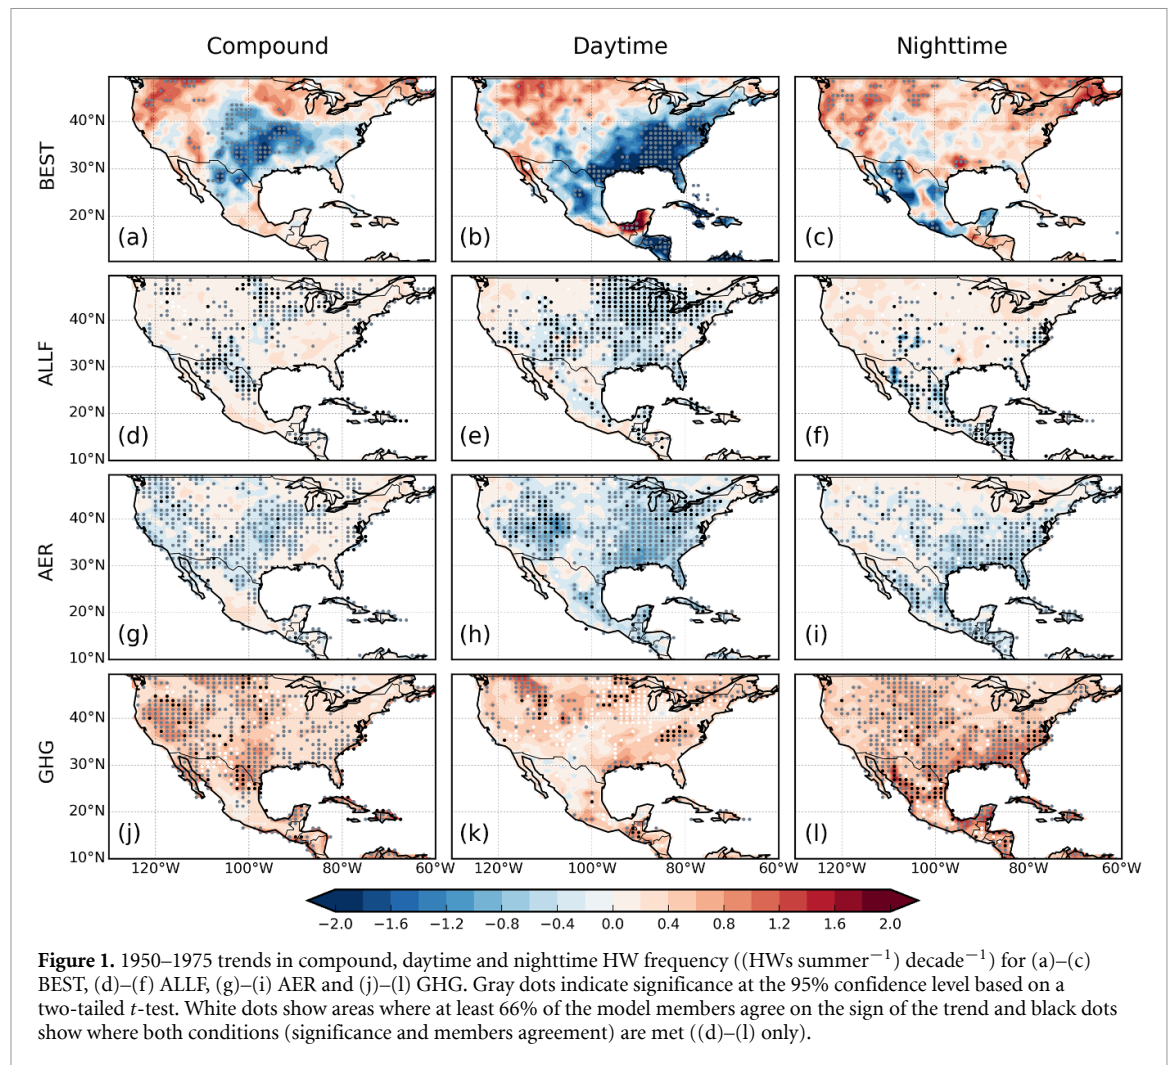 Compound Daytime Nighttime
BEST
40°N
30°N
20°N
(a) (b) (c)
ALLF
40°N
30°N
20°N
10°N
(d) (e) (f)
AER
40°N
30°N
20°N
10°N
(g) (h) (i)
GHG
40°N
30°N
20°N
10°N
(j) (k) (l)
120°W 100°W 80°W 60°W 120°W 100°W 80°W 60°W 120°W 100°W 80°W 60°W
−2.0 −1.6 −1.2 −0.8 −0.4 0.0 0.4 0.8 1.2 1.6 2.0
Figure 1. 1950–1975 trends in compound, daytime and nighttime HW frequency ((HWs summer⁻¹) decade⁻¹) for (a)–(c)
BEST, (d)–(f) ALLF, (g)–(i) AER and (j)–(l) GHG. Gray dots indicate significance at the 95% confidence level based on a
two-tailed t-test. White dots show areas where at least 66% of the model members agree on the sign of the trend and black dots
show where both conditions (significance and members agreement) are met ((d)–(l) only).